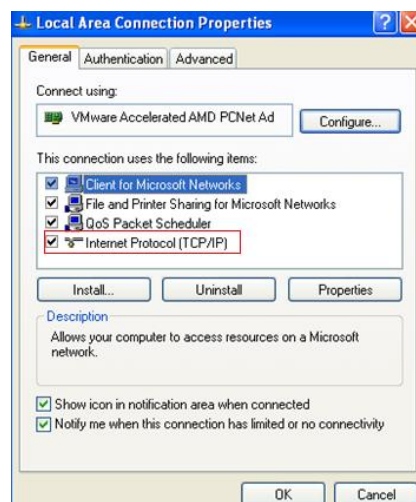 Local Area Connection Properties
General Authentication Advanced
Connect using:
VMware Accelerated AMD PCNet Ad
Configure...
This connection uses the following items:
Client for Microsoft Networks
File and Printer Sharing for Microsoft Networks
QoS Packet Scheduler
Internet Protocol (TCP/IP)
Install... Uninstall Properties
Description
Allows your computer to access resources on a Microsoft
network.
Show icon in notification area when connected
Notify me when this connection has limited or no connectivity
OK Cancel